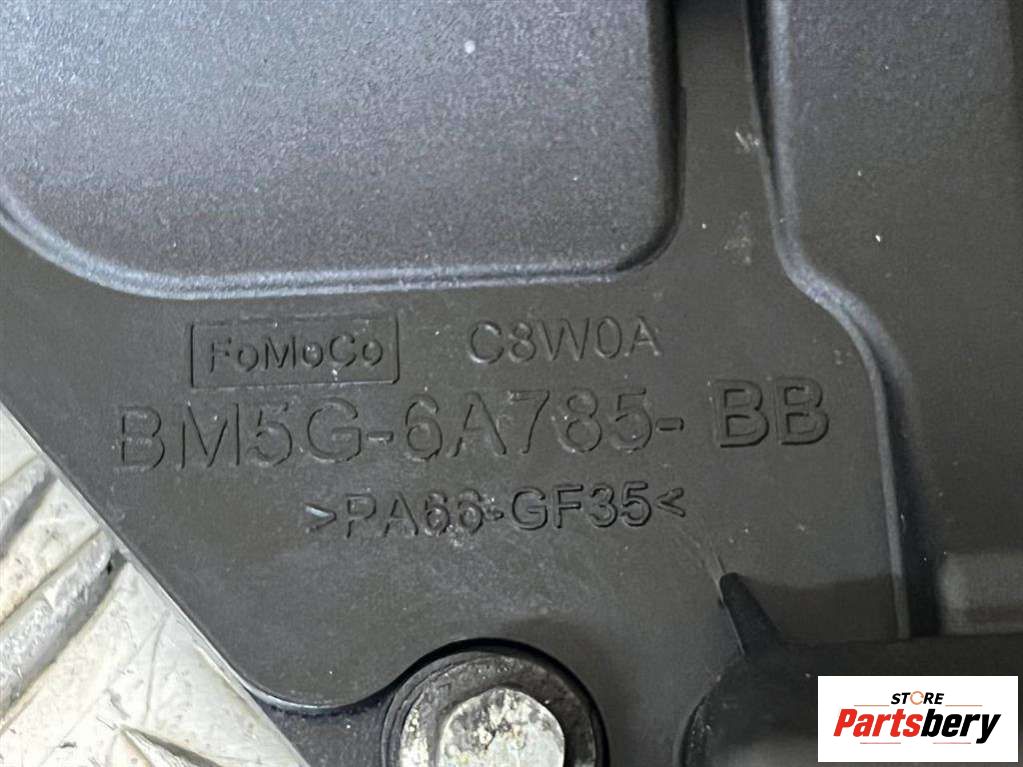 FoMoCo C8W0A
BM5G-6A785-BB
>PA66-GF35<
STORE
Partsbery